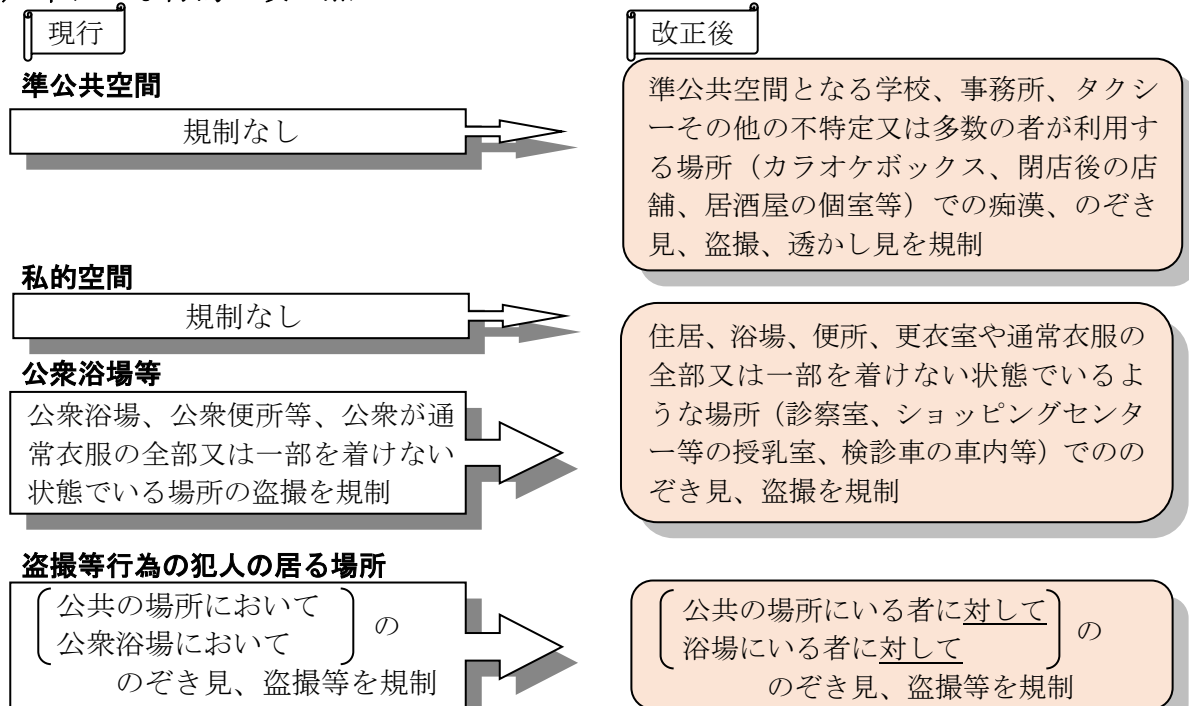 現行
改正後
準公共空間
規制なし
準公共空間となる学校、事務所、タクシ
ーその他の不特定又は多数の者が利用す
る場所（カラオケボックス、閉店後の店
舗、居酒屋の個室等）での痴漢、のぞき
見、盗撮、透かし見を規制
私的空間
規制なし
公衆浴場等
公衆浴場、公衆便所等、公衆が通
常衣服の全部又は一部を着けない
状態でいる場所の盗撮を規制
住居、浴場、便所、更衣室や通常衣服の
全部又は一部を着けない状態でいるよ
うな場所（診察室、ショッピングセンタ
ー等の授乳室、検診車の車内等）でのの
ぞき見、盗撮を規制
盗撮等行為の犯人の居る場所
公共の場所において
公衆浴場において
の
のぞき見、盗撮等を規制
公共の場所にいる者に対して
浴場にいる者に対して
の
のぞき見、盗撮等を規制